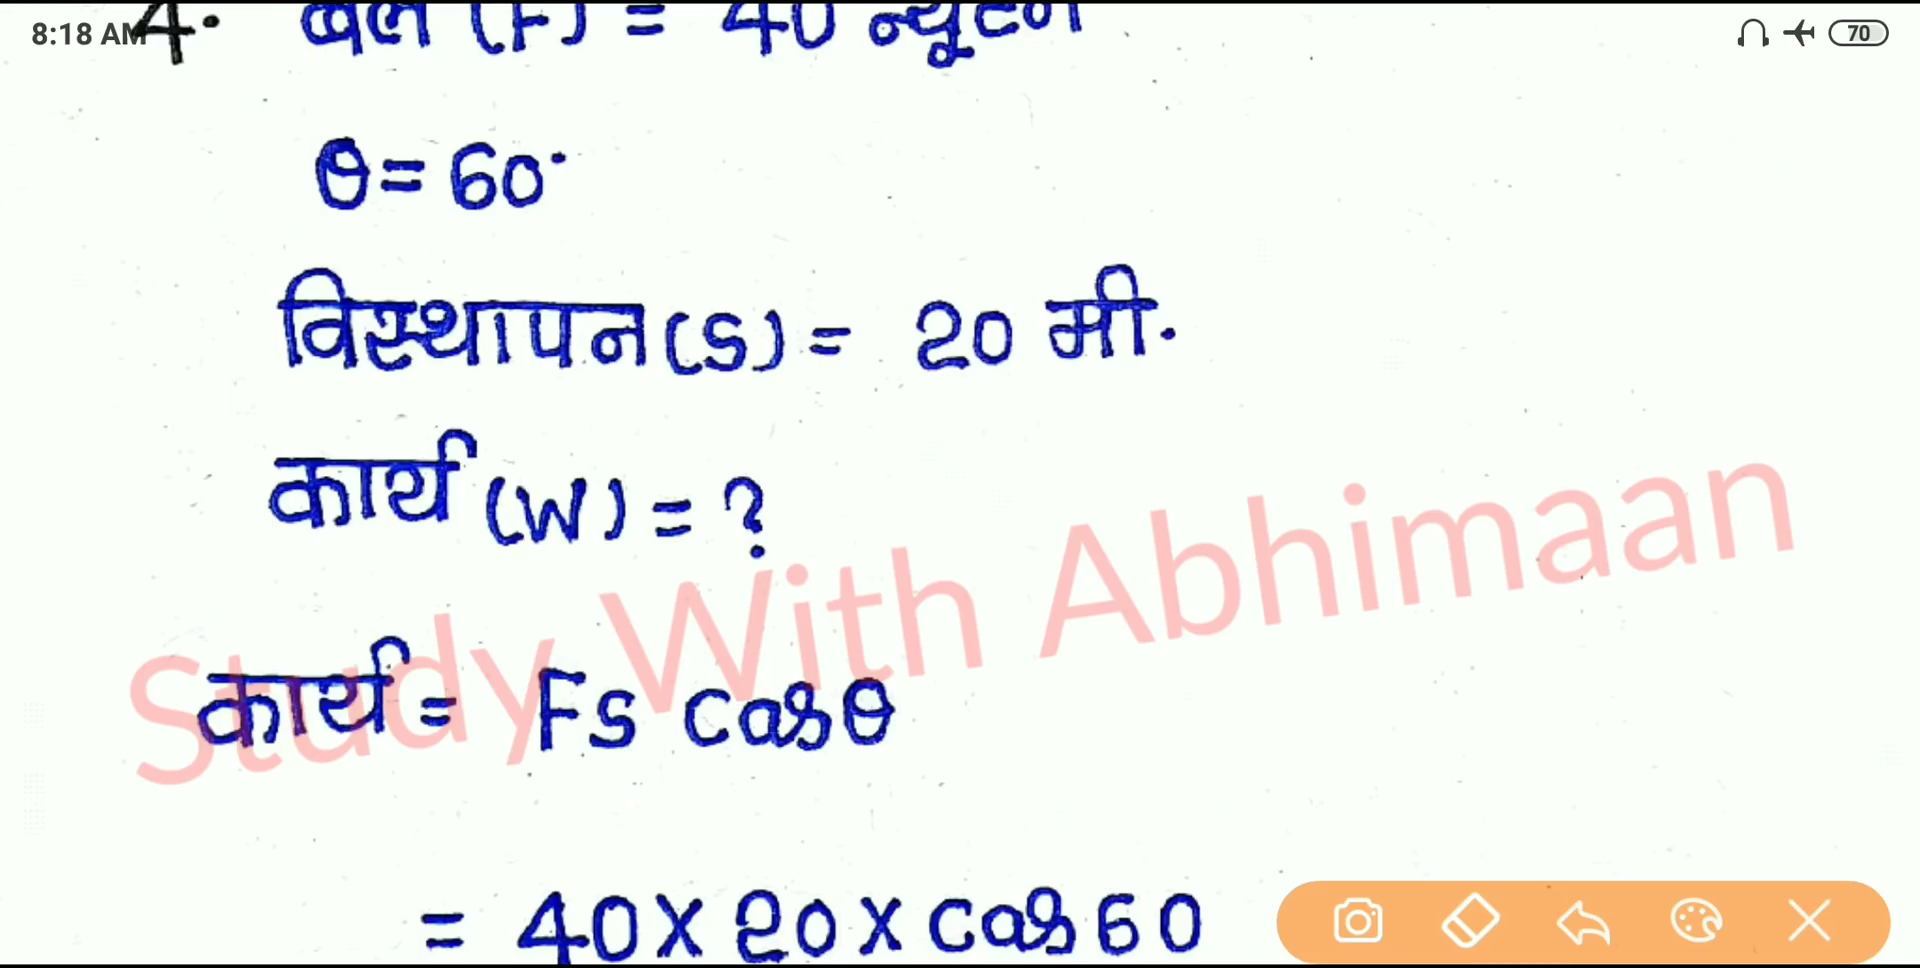 8:18 AM
70
4. बल (F) = 40 न्यूटन
θ = 60°
विस्थापन (S) = 20 मी.
कार्य (W) = ?
Study With Abhimaan
कार्य = Fs cosθ
= 40 x 20 x cos 60